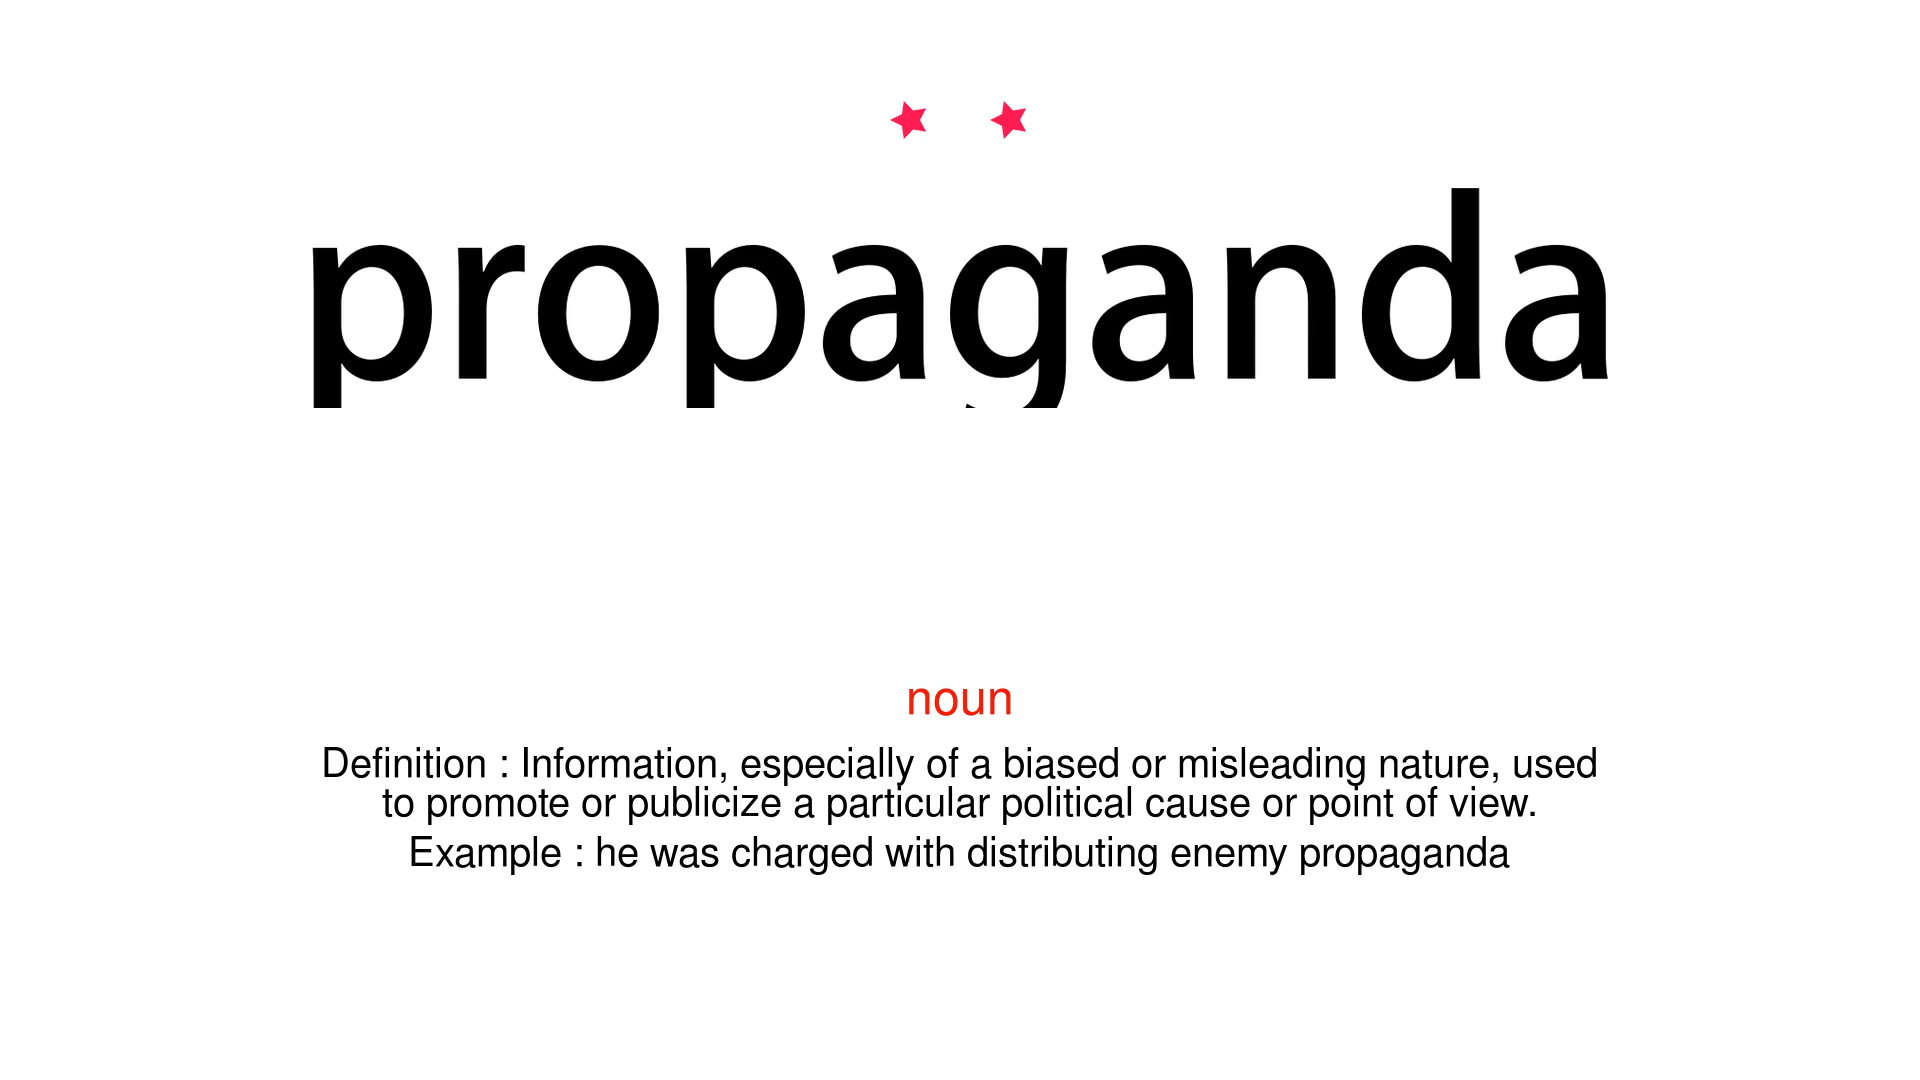 propaganda
noun
Definition : Information, especially of a biased or misleading nature, used
to promote or publicize a particular political cause or point of view.
Example : he was charged with distributing enemy propaganda